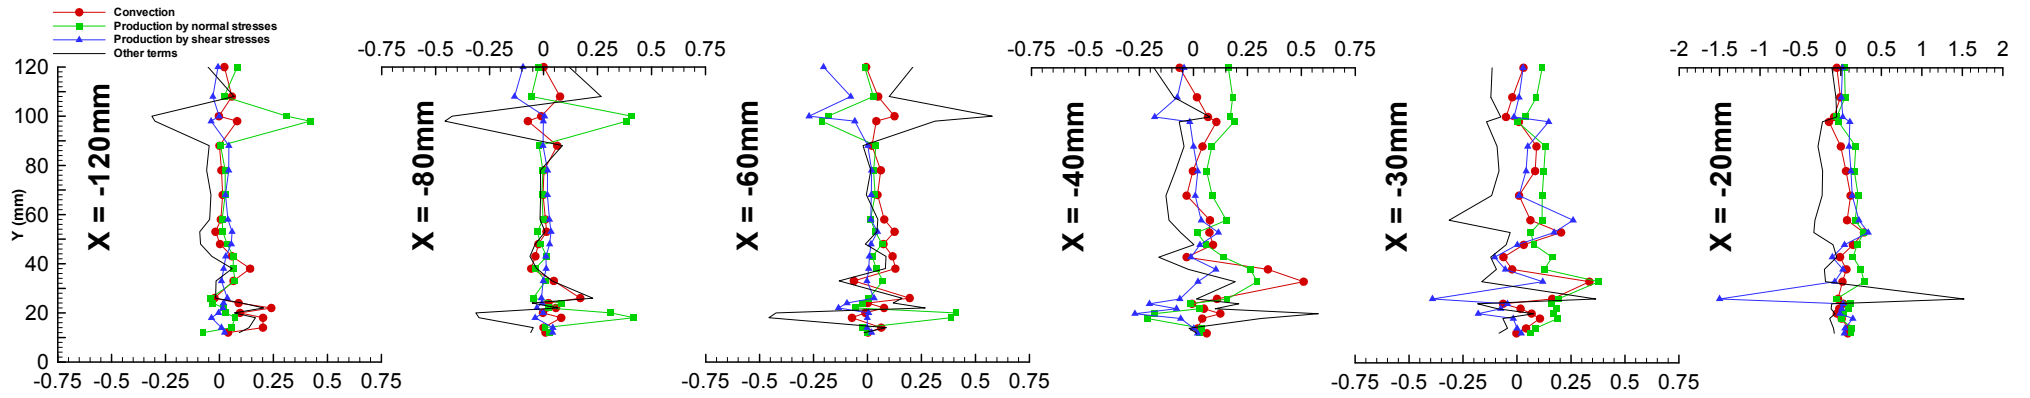 Convection
Production by normal stresses
Production by shear stresses
Other terms
-0.75 -0.5 -0.25 0 0.25 0.5 0.75
-0.75 -0.5 -0.25 0 0.25 0.5 0.75
-2 -1.5 -1 -0.5 0 0.5 1 1.5 2
120
100
80
60
40
20
0
Y (mm)
X = -120mm
X = -80mm
X = -60mm
X = -40mm
X = -30mm
X = -20mm
-0.75 -0.5 -0.25 0 0.25 0.5 0.75
-0.75 -0.5 -0.25 0 0.25 0.5 0.75
-0.75 -0.5 -0.25 0 0.25 0.5 0.75